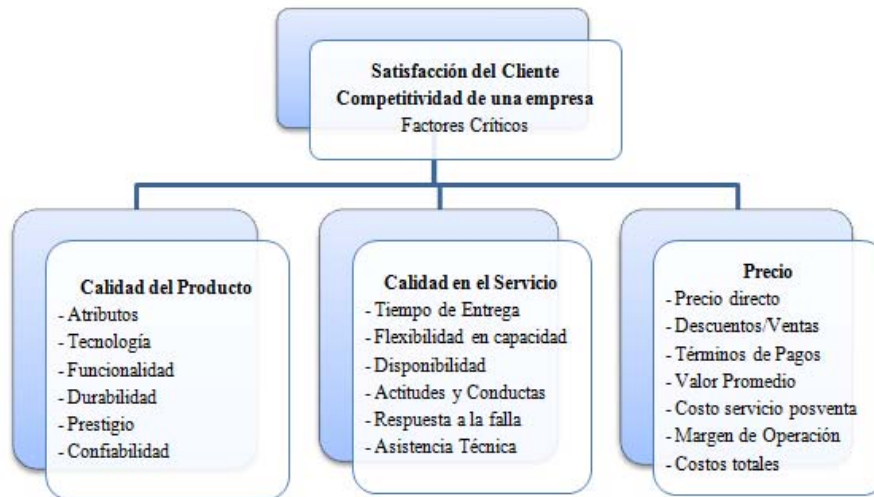 Satisfacción del Cliente
Competitividad de una empresa
Factores Críticos
Calidad del Producto
- Atributos
- Tecnología
- Funcionalidad
- Durabilidad
- Prestigio
- Confiabilidad
Calidad en el Servicio
- Tiempo de Entrega
- Flexibilidad en capacidad
- Disponibilidad
- Actitudes y Conductas
- Respuesta a la falla
- Asistencia Técnica
Precio
- Precio directo
- Descuentos/Ventas
- Términos de Pagos
- Valor Promedio
- Costo servicio posventa
- Margen de Operación
- Costos totales